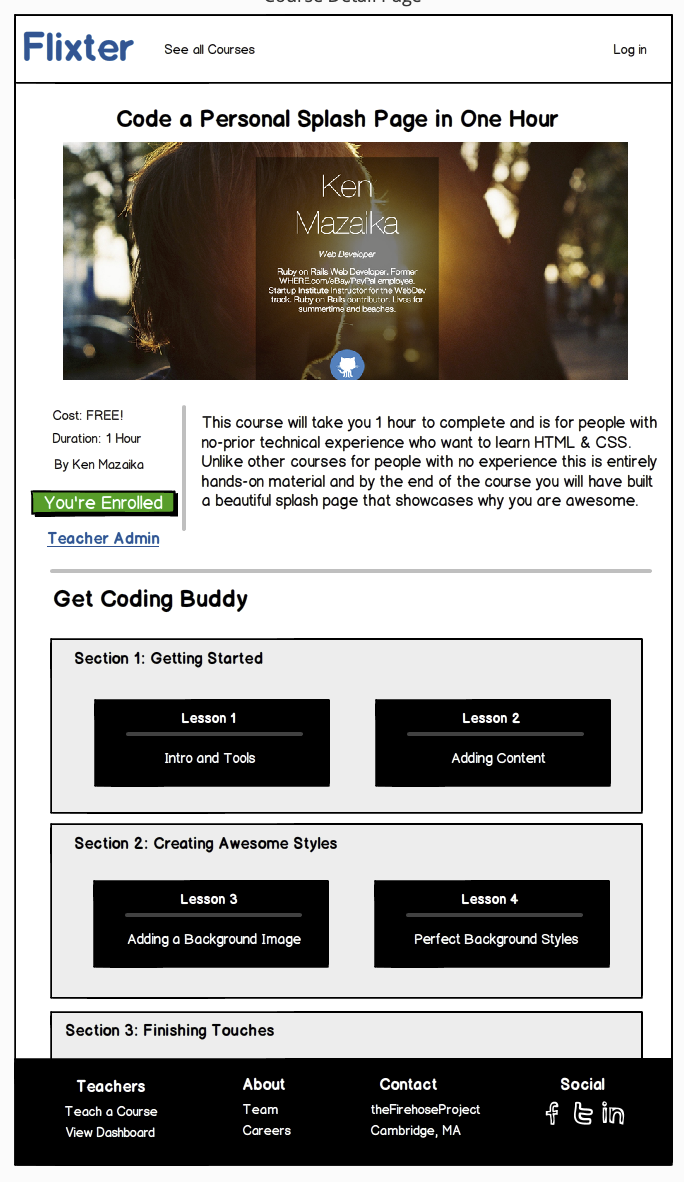 Course Detail Page
Flixter
See all Courses
Log in
Code a Personal Splash Page in One Hour
Ken
Mazaika
Web Developer
Ruby on Rails Web Developer. Former
WHERE.com/eBay/PayPal employee.
Startup Institute Instructor for the WebDev
track. Ruby on Rails contributor. Lives for
summertime and beaches.
Cost: FREE!
Duration: 1 Hour
By Ken Mazaika
You're Enrolled
Teacher Admin
This course will take you 1 hour to complete and is for people with
no-prior technical experience who want to learn HTML & CSS.
Unlike other courses for people with no experience this is entirely
hands-on material and by the end of the course you will have built
a beautiful splash page that showcases why you are awesome.
Get Coding Buddy
Section 1: Getting Started
Lesson 1
Intro and Tools
Lesson 2
Adding Content
Section 2: Creating Awesome Styles
Lesson 3
Adding a Background Image
Lesson 4
Perfect Background Styles
Section 3: Finishing Touches
Teachers
Teach a Course
View Dashboard
About
Team
Careers
Contact
theFirehoseProject
Cambridge, MA
Social
f t in